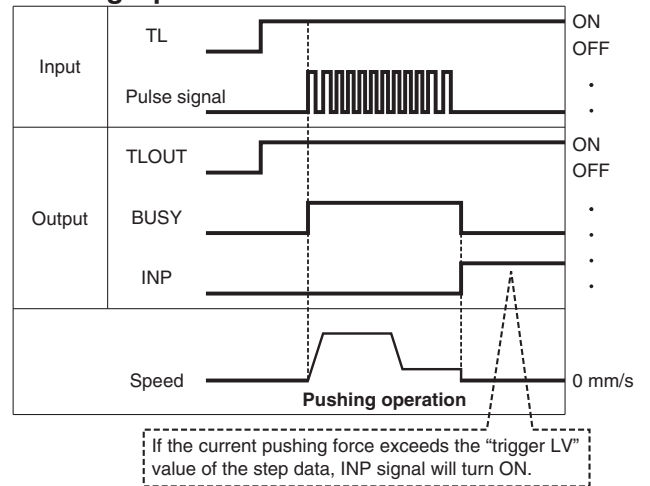 TL
ON
OFF
Input
Pulse signal
TLOUT
ON
OFF
Output
BUSY
INP
Speed
0 mm/s
Pushing operation
If the current pushing force exceeds the “trigger LV”
value of the step data, INP signal will turn ON.